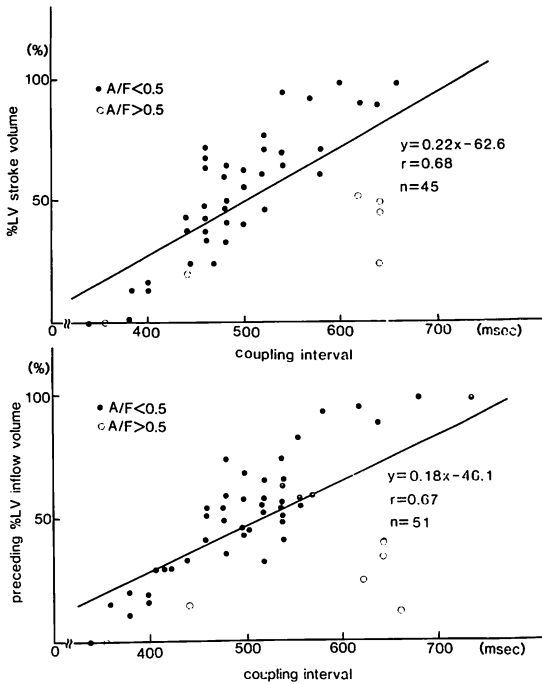 (%)
100
● A/F<0.5
○ A/F>0.5
y=0.22x-62.6
r=0.68
n=45
50
%LV stroke volume
0
0 400 500 600 700 (msec)
coupling interval
(%)
100
● A/F<0.5
○ A/F>0.5
y=0.18x-46.1
r=0.67
n=51
50
preceding %LV inflow volume
0
0 400 500 600 700 (msec)
coupling interval